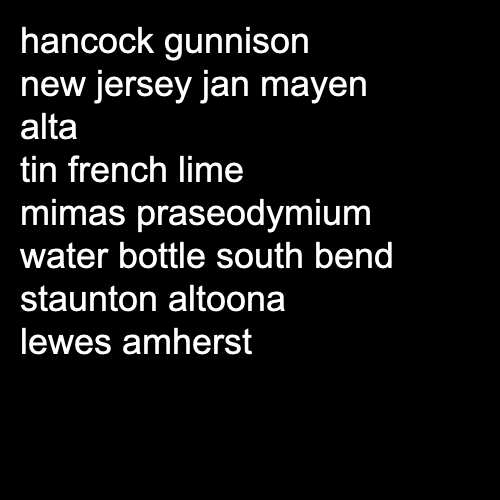 hancock gunnison
new jersey jan mayen
alta
tin french lime
mimas praseodymium
water bottle south bend
staunton altoona
lewes amherst